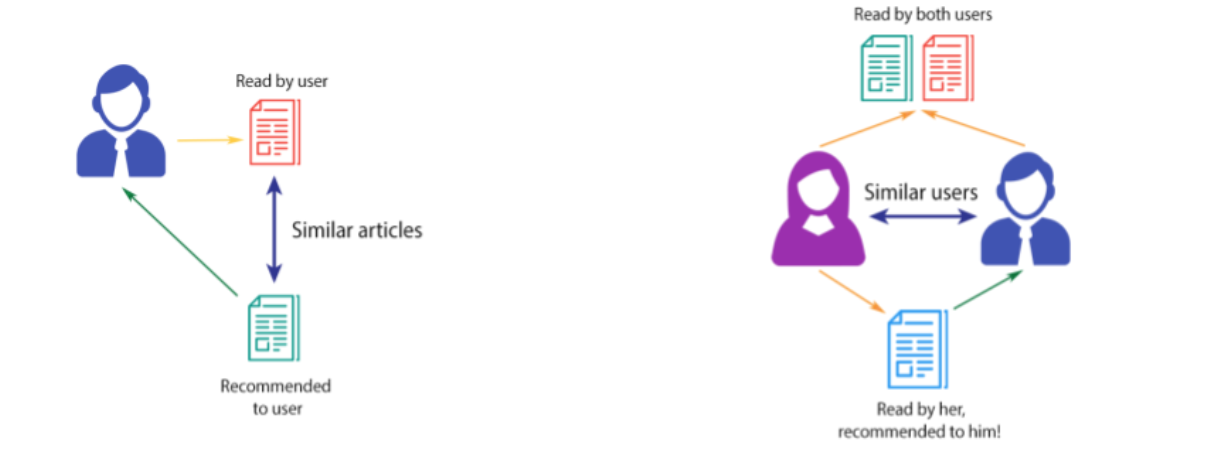 Read by user
Similar articles
Recommended
to user
Read by both users
Similar users
Read by her,
recommended to him!